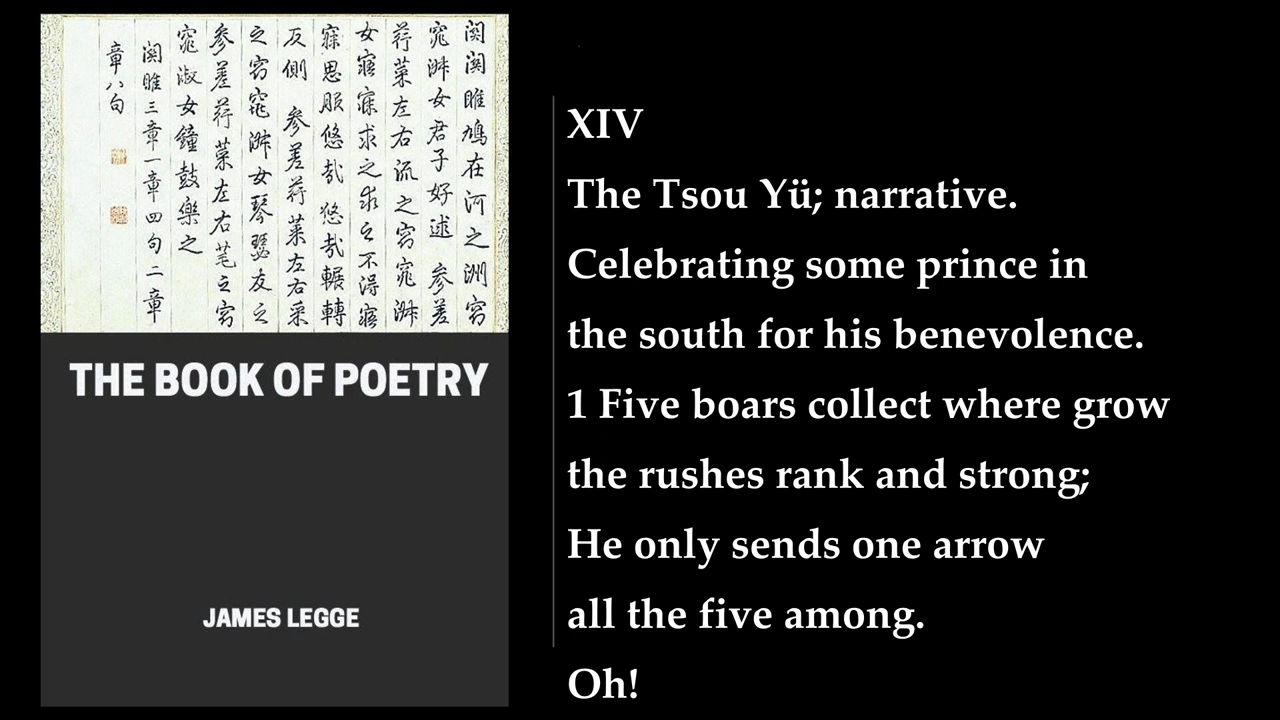 關關雎鳩在河之洲窈
窕淑女君子好逑 參差
荇菜左右流之窈窕淑
女寤寐求之求之不得寤
寐思服悠哉悠哉輾轉
反側 參差荇菜左右采
之窈窕淑女琴瑟友之
參差荇菜左右芼之窈
窕淑女鐘鼓樂之
關雎三章一章四句二章
章八句
THE BOOK OF POETRY
JAMES LEGGE
XIV
The Tsou Yü; narrative.
Celebrating some prince in
the south for his benevolence.
1 Five boars collect where grow
the rushes rank and strong;
He only sends one arrow
all the five among.
Oh!